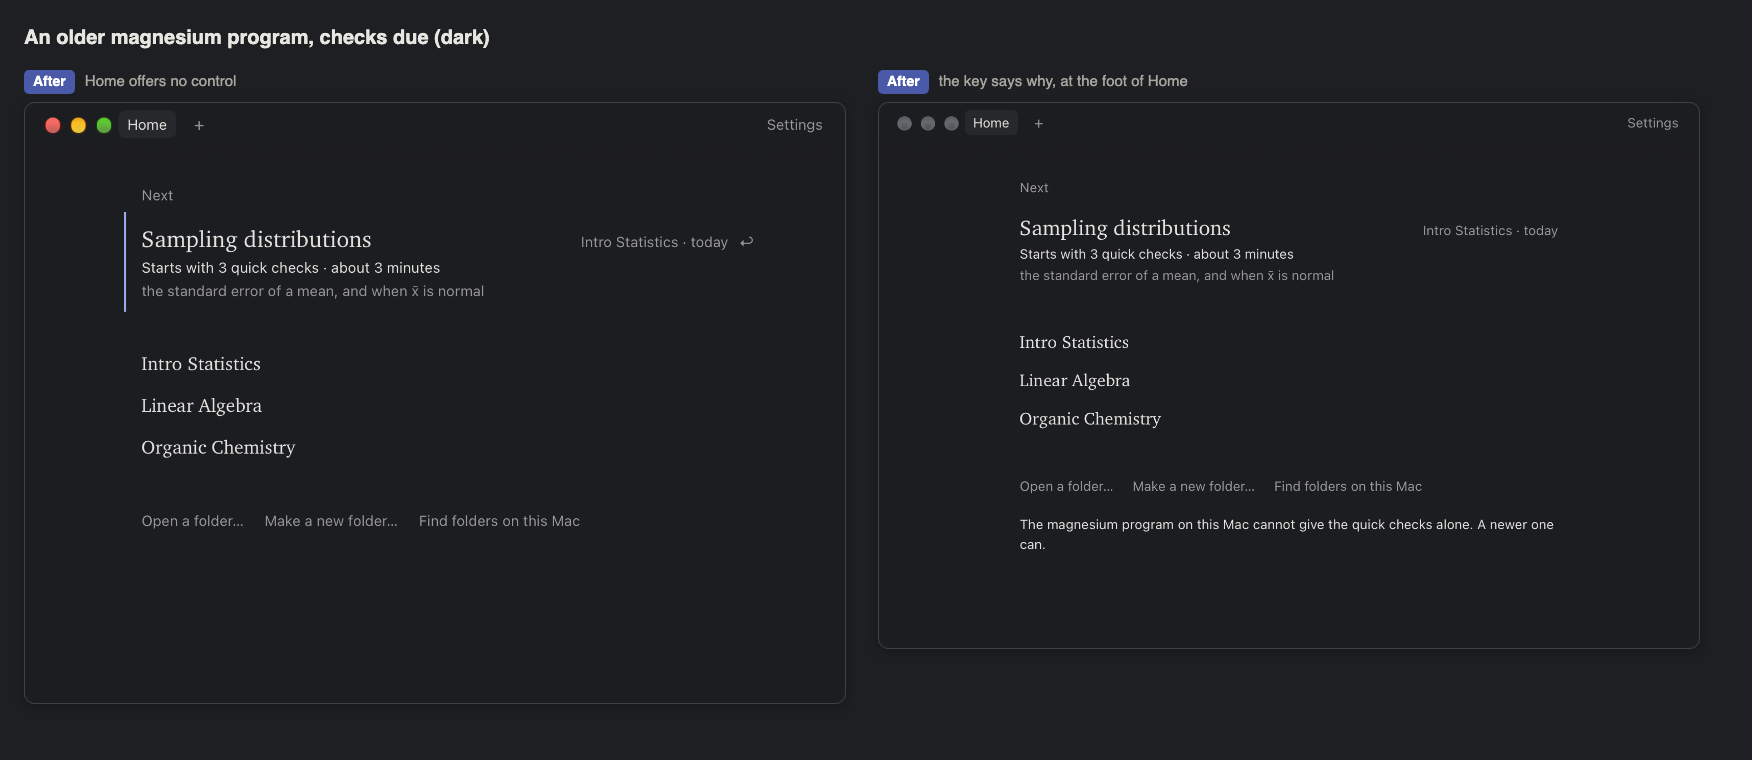 An older magnesium program, checks due (dark)
After Home offers no control
Home + Settings
Next
Sampling distributions Intro Statistics · today ↩
Starts with 3 quick checks · about 3 minutes
the standard error of a mean, and when x̄ is normal
Intro Statistics
Linear Algebra
Organic Chemistry
Open a folder... Make a new folder... Find folders on this Mac
After the key says why, at the foot of Home
Home + Settings
Next
Sampling distributions Intro Statistics · today
Starts with 3 quick checks · about 3 minutes
the standard error of a mean, and when x̄ is normal
Intro Statistics
Linear Algebra
Organic Chemistry
Open a folder... Make a new folder... Find folders on this Mac
The magnesium program on this Mac cannot give the quick checks alone. A newer one
can.